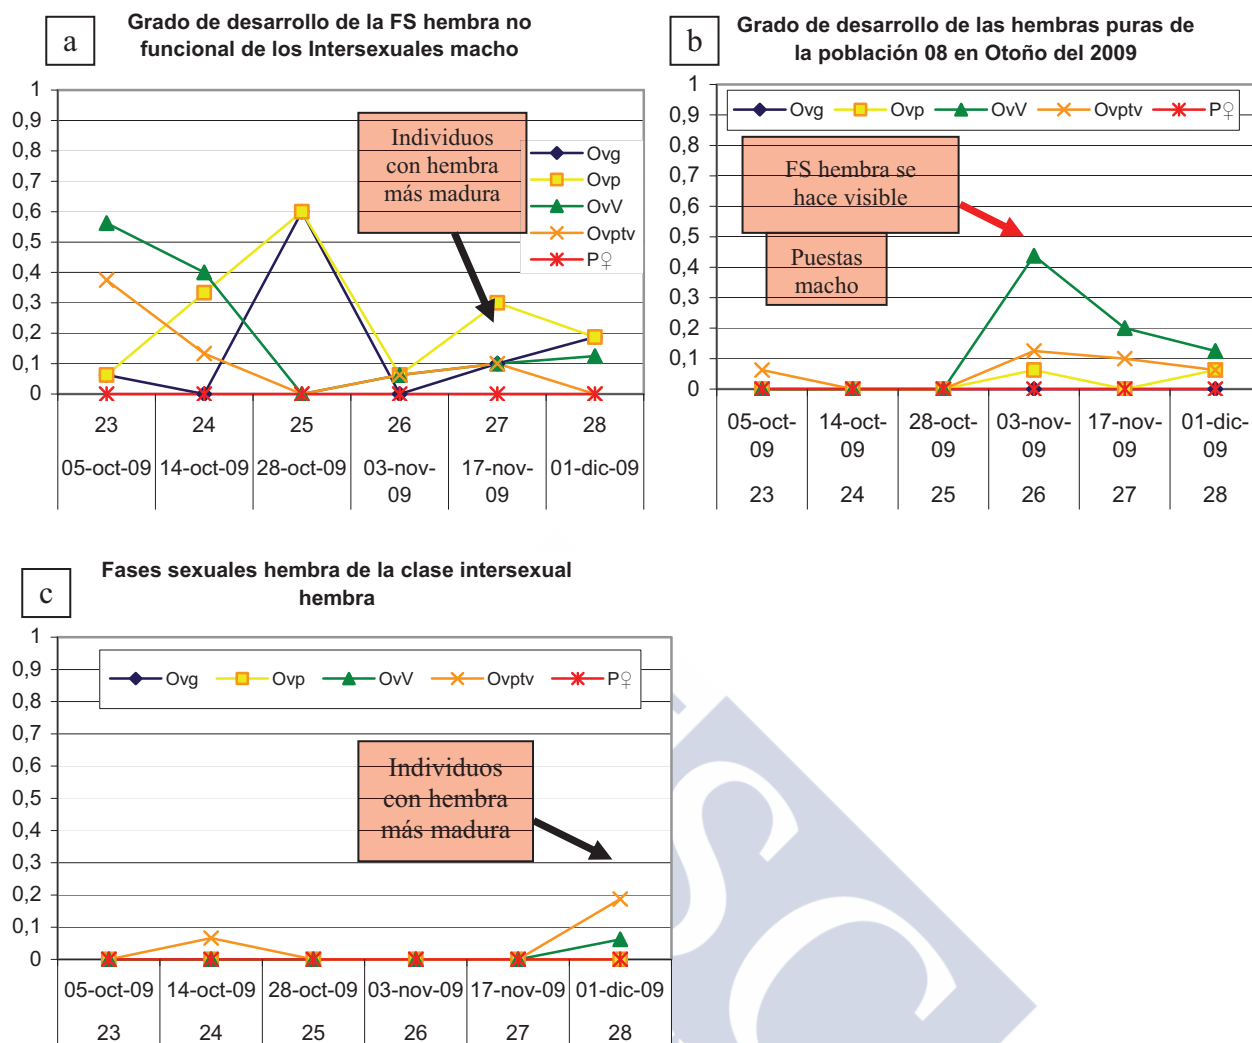 a
Grado de desarrollo de la FS hembra no
funcional de los Intersexuales macho
1
0,9
0,8
0,7
0,6
0,5
0,4
0,3
0,2
0,1
0
Individuos
con hembra
más madura
Ovg
Ovp
OvV
Ovptv
P♀
23 24 25 26 27 28
05-oct-09 14-oct-09 28-oct-09 03-nov-09 17-nov-09 01-dic-09
b
Grado de desarrollo de las hembras puras de
la población 08 en Otoño del 2009
1
0,9
0,8
0,7
0,6
0,5
0,4
0,3
0,2
0,1
0
Ovg Ovp OvV Ovptv P♀
FS hembra se
hace visible
Puestas
macho
05-oct-09 14-oct-09 28-oct-09 03-nov-09 17-nov-09 01-dic-09
23 24 25 26 27 28
c
Fases sexuales hembra de la clase intersexual
hembra
1
0,9
0,8
0,7
0,6
0,5
0,4
0,3
0,2
0,1
0
Ovg Ovp OvV Ovptv P♀
Individuos
con hembra
más madura
05-oct-09 14-oct-09 28-oct-09 03-nov-09 17-nov-09 01-dic-09
23 24 25 26 27 28
SC